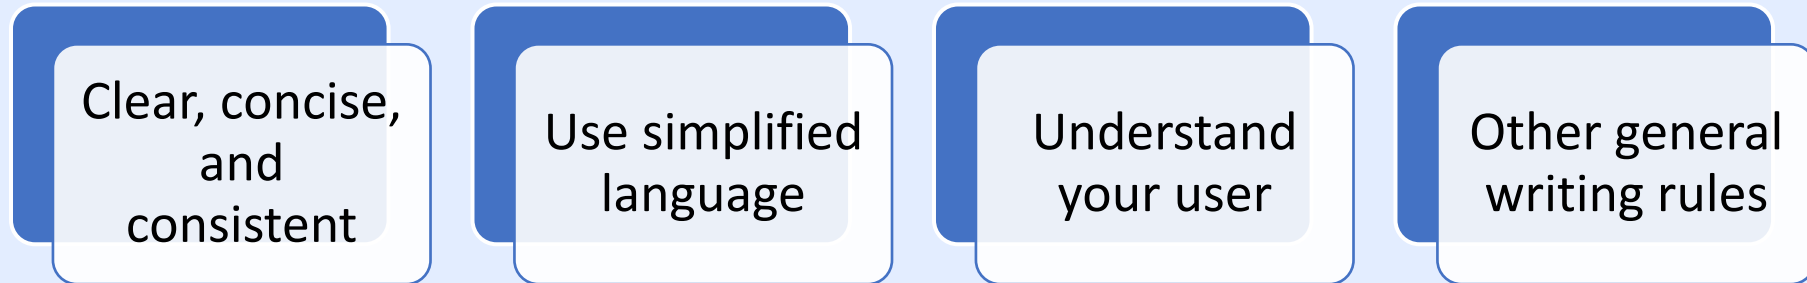 Clear, concise,
and
consistent
Use simplified
language
Understand
your user
Other general
writing rules